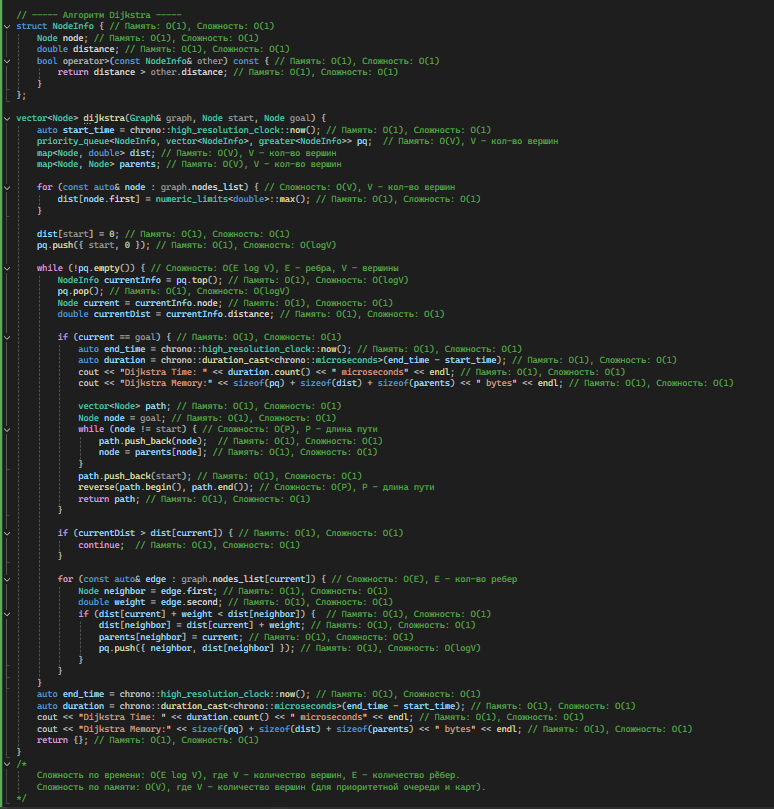 // ----- Алгоритм Dijkstra -----
struct NodeInfo { // Память: O(1), Сложность: O(1)
    Node node; // Память: O(1), Сложность: O(1)
    double distance; // Память: O(1), Сложность: O(1)
    bool operator>(const NodeInfo& other) const { // Память: O(1), Сложность: O(1)
        return distance > other.distance; // Память: O(1), Сложность: O(1)
    }
};

vector<Node> dijkstra(Graph& graph, Node start, Node goal) {
    auto start_time = chrono::high_resolution_clock::now(); // Память: O(1), Сложность: O(1)
    priority_queue<NodeInfo, vector<NodeInfo>, greater<NodeInfo>> pq;  // Память: O(V), V - кол-во вершин
    map<Node, double> dist; // Память: O(V), V - кол-во вершин
    map<Node, Node> parents; // Память: O(V), V - кол-во вершин

    for (const auto& node : graph.nodes_list) { // Сложность: O(V), V - кол-во вершин
        dist[node.first] = numeric_limits<double>::max(); // Память: O(1), Сложность: O(1)
    }

    dist[start] = 0; // Память: O(1), Сложность: O(1)
    pq.push({ start, 0 }); // Память: O(1), Сложность: O(logV)

    while (!pq.empty()) { // Сложность: O(E log V), E - ребра, V - вершины
        NodeInfo currentInfo = pq.top(); // Память: O(1), Сложность: O(logV)
        pq.pop(); // Память: O(1), Сложность: O(logV)
        Node current = currentInfo.node; // Память: O(1), Сложность: O(1)
        double currentDist = currentInfo.distance; // Память: O(1), Сложность: O(1)

        if (current == goal) { // Память: O(1), Сложность: O(1)
            auto end_time = chrono::high_resolution_clock::now(); // Память: O(1), Сложность: O(1)
            auto duration = chrono::duration_cast<chrono::microseconds>(end_time - start_time); // Память: O(1), Сложность: O(1)
            cout << "Dijkstra Time: " << duration.count() << " microseconds" << endl; // Память: O(1), Сложность: O(1)
            cout << "Dijkstra Memory:" << sizeof(pq) + sizeof(dist) + sizeof(parents) << " bytes" << endl; // Память: O(1), Сложность: O(1)

            vector<Node> path; // Память: O(1), Сложность: O(1)
            Node node = goal; // Память: O(1), Сложность: O(1)
            while (node != start) { // Сложность: O(P), P - длина пути
                path.push_back(node);  // Память: O(1), Сложность: O(1)
                node = parents[node]; // Память: O(1), Сложность: O(1)
            }
            path.push_back(start); // Память: O(1), Сложность: O(1)
            reverse(path.begin(), path.end()); // Сложность: O(P), P - длина пути
            return path; // Память: O(1), Сложность: O(1)
        }

        if (currentDist > dist[current]) { // Память: O(1), Сложность: O(1)
            continue;  // Память: O(1), Сложность: O(1)
        }

        for (const auto& edge : graph.nodes_list[current]) { // Сложность: O(E), E - кол-во ребер
            Node neighbor = edge.first; // Память: O(1), Сложность: O(1)
            double weight = edge.second; // Память: O(1), Сложность: O(1)
            if (dist[current] + weight < dist[neighbor]) {  // Память: O(1), Сложность: O(1)
                dist[neighbor] = dist[current] + weight; // Память: O(1), Сложность: O(1)
                parents[neighbor] = current; // Память: O(1), Сложность: O(1)
                pq.push({ neighbor, dist[neighbor] }); // Память: O(1), Сложность: O(logV)
            }
        }
    }
    auto end_time = chrono::high_resolution_clock::now(); // Память: O(1), Сложность: O(1)
    auto duration = chrono::duration_cast<chrono::microseconds>(end_time - start_time); // Память: O(1), Сложность: O(1)
    cout << "Dijkstra Time: " << duration.count() << " microseconds" << endl; // Память: O(1), Сложность: O(1)
    cout << "Dijkstra Memory:" << sizeof(pq) + sizeof(dist) + sizeof(parents) << " bytes" << endl; // Память: O(1), Сложность: O(1)
    return {}; // Память: O(1), Сложность: O(1)
}
/*
    Сложность по времени: O(E log V), где V - количество вершин, E - количество рёбер.
    Сложность по памяти: O(V), где V - количество вершин (для приоритетной очереди и карт).
*/